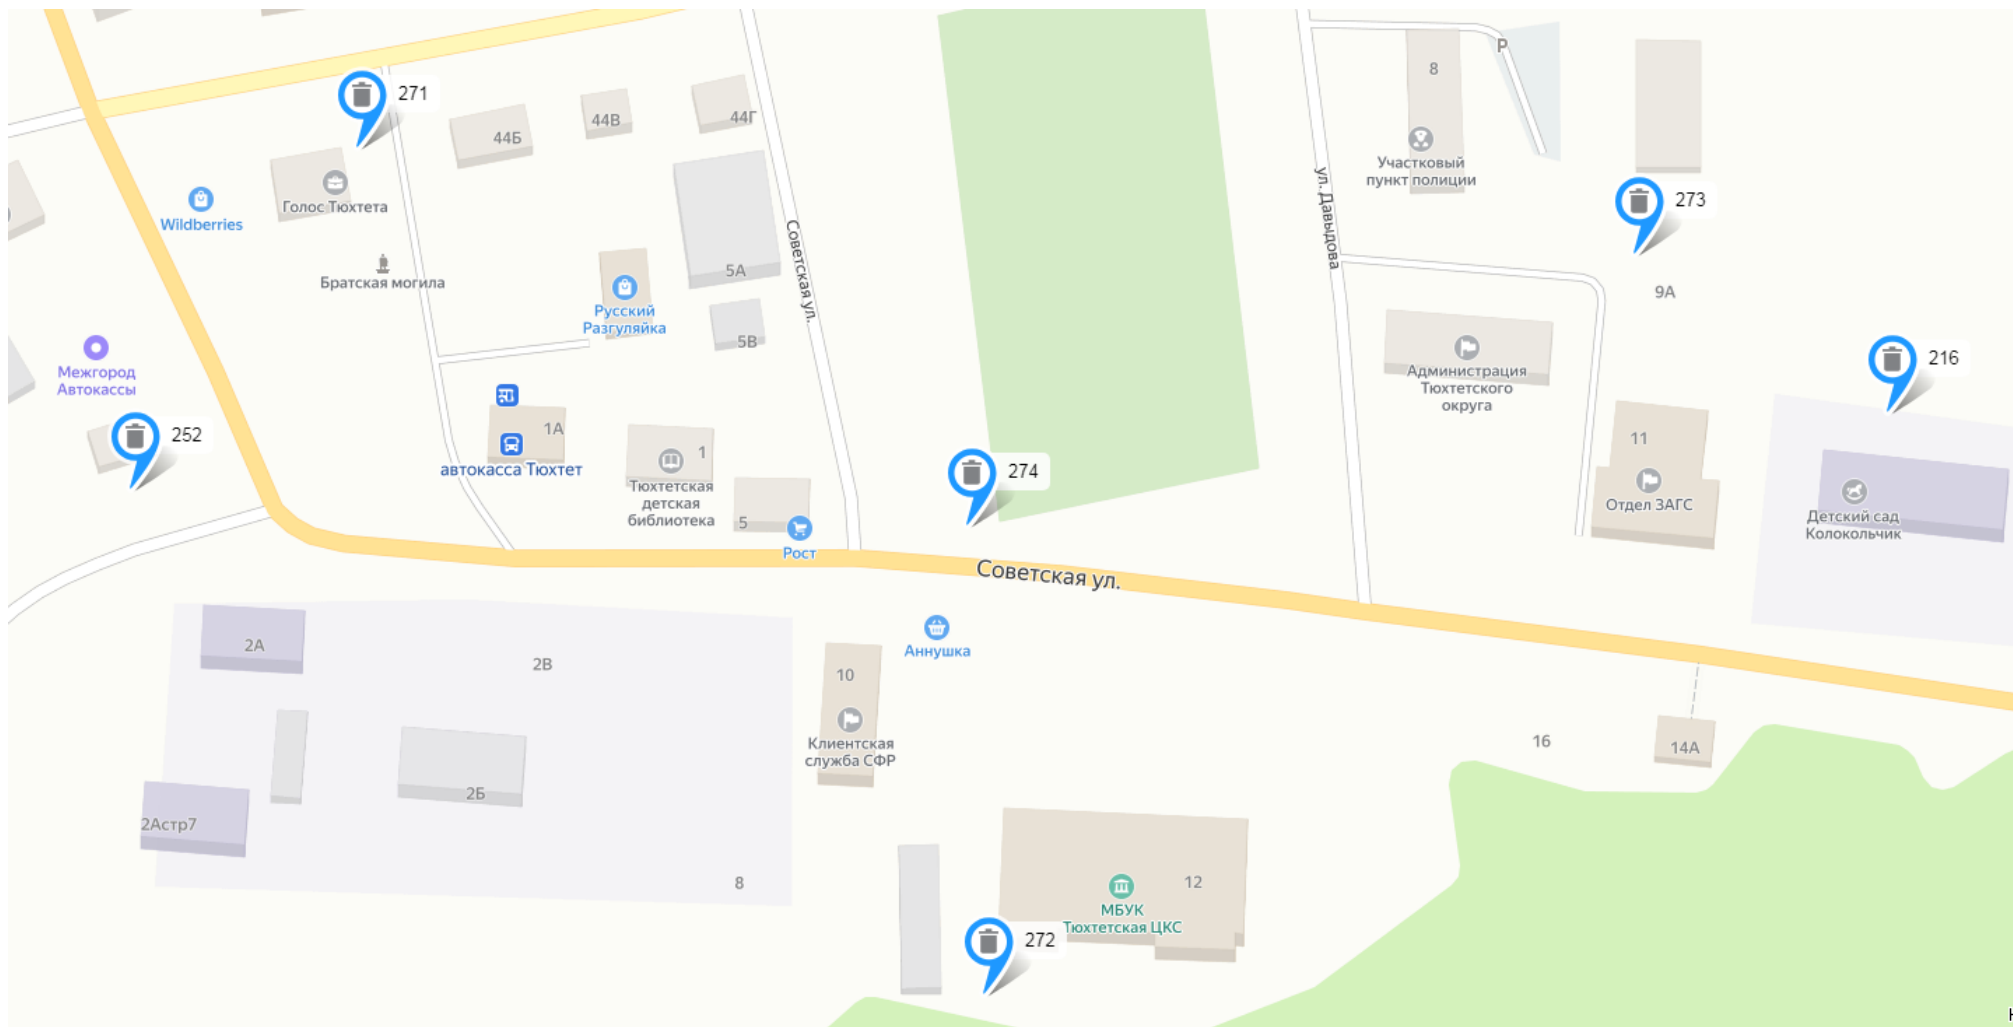 271
44Б
44В
44Г
Голос Тюхтета
Wildberries
Братская могила
Русский
Разгуляйка
5А
5В
Советская ул.
Межгород
Автокассы
252
1А
автокасса Тюхтет
1
Тюхтетская
детская
библиотека
5
Рост
274
Советская ул.
P
8
Участковый
пункт полиции
ул. Давыдова
273
9А
Администрация
Тюхтетского
округа
216
11
Отдел ЗАГС
Детский сад
Колокольчик
2А
2В
2Б
2Астр7
8
Аннушка
10
Клиентская
служба СФР
16
14А
12
МБУК
Тюхтетская ЦКС
272